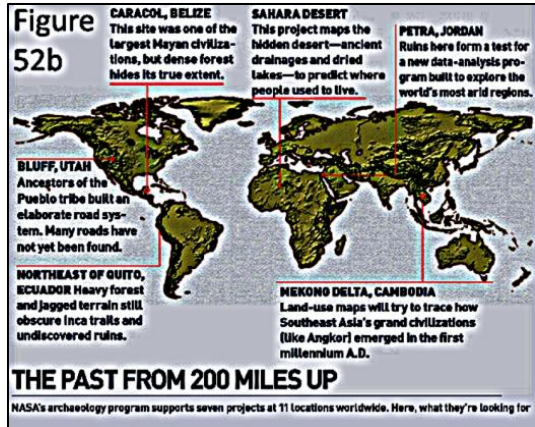 Figure
52b
CARACOL, BELIZE
This site was one of the
largest Mayan civiliza-
tions, but dense forest
hides its true extent.
SAHARA DESERT
This project maps the
hidden desert—ancient
drainages and dried
lakes—to predict where
people used to live.
PETRA, JORDAN
Ruins here form a test for
a new data-analysis pro-
gram built to explore the
world's most arid regions.
BLUFF, UTAH
Ancestors of the
Pueblo tribe built an
elaborate road sys-
tem. Many roads have
not yet been found.
NORTHEAST OF QUITO,
ECUADOR Heavy forest
and jagged terrain still
obscure Inca trails and
undiscovered ruins.
MEKONG DELTA, CAMBODIA
Land-use maps will try to trace how
Southeast Asia's grand civilizations
(like Angkor) emerged in the first
millennium A.D.
THE PAST FROM 200 MILES UP
NASA's archaeology program supports seven projects at 11 locations worldwide. Here, what they're looking for